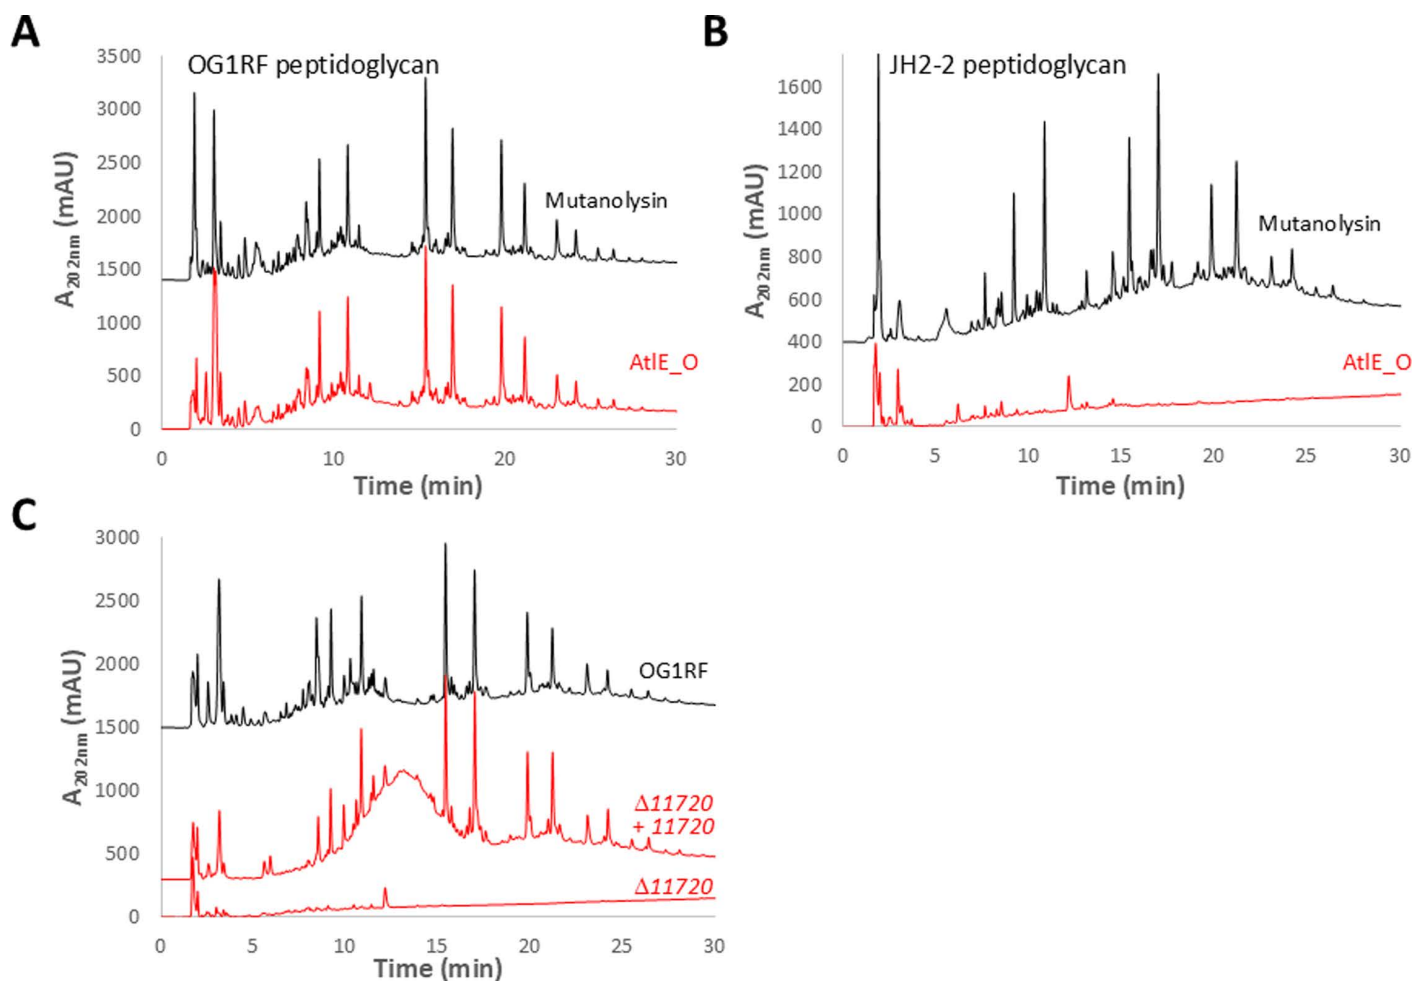 A
OG1RF peptidoglycan
3500
3000
2500
2000
1500
1000
500
0
A202nm (mAU)
Mutanolysin
AtlE_O
0 10 20 30
Time (min)
B
JH2-2 peptidoglycan
1600
1400
1200
1000
800
600
400
200
0
A202nm (mAU)
Mutanolysin
AtlE_O
0 5 10 15 20 25 30
Time (min)
C
3000
2500
2000
1500
1000
500
0
A202nm (mAU)
OG1RF
Δ11720
+ 11720
Δ11720
0 5 10 15 20 25 30
Time (min)